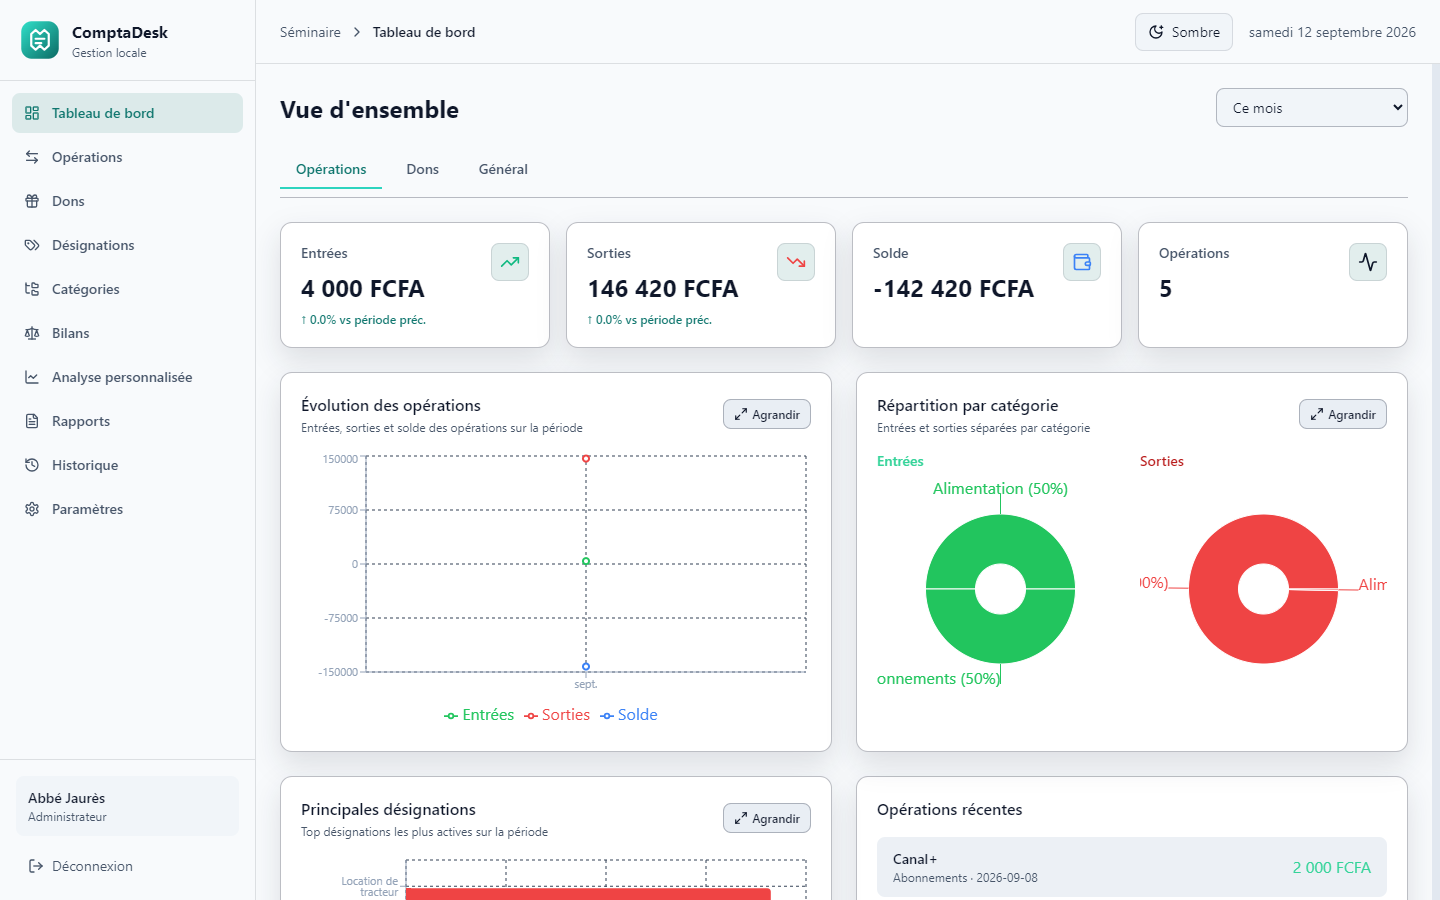 ComptaDesk
Gestion locale
Tableau de bord
Opérations
Dons
Désignations
Catégories
Bilans
Analyse personnalisée
Rapports
Historique
Paramètres
Abbé Jaurès
Administrateur
Déconnexion
Séminaire > Tableau de bord
Sombre
samedi 12 septembre 2026
Vue d'ensemble
Ce mois
Opérations Dons Général
Entrées
4 000 FCFA
↑ 0.0% vs période préc.
Sorties
146 420 FCFA
↑ 0.0% vs période préc.
Solde
-142 420 FCFA
Opérations
5
Évolution des opérations
Entrées, sorties et solde des opérations sur la période
Agrandir
150000
75000
0
-75000
-150000
sept.
Entrées Sorties Solde
Répartition par catégorie
Entrées et sorties séparées par catégorie
Agrandir
Entrées
Alimentation (50%)
onnements (50%)
Sorties
0%)
Alim
Principales désignations
Top désignations les plus actives sur la période
Agrandir
Location de
tracteur
Opérations récentes
Canal+
Abonnements · 2026-09-08
2 000 FCFA